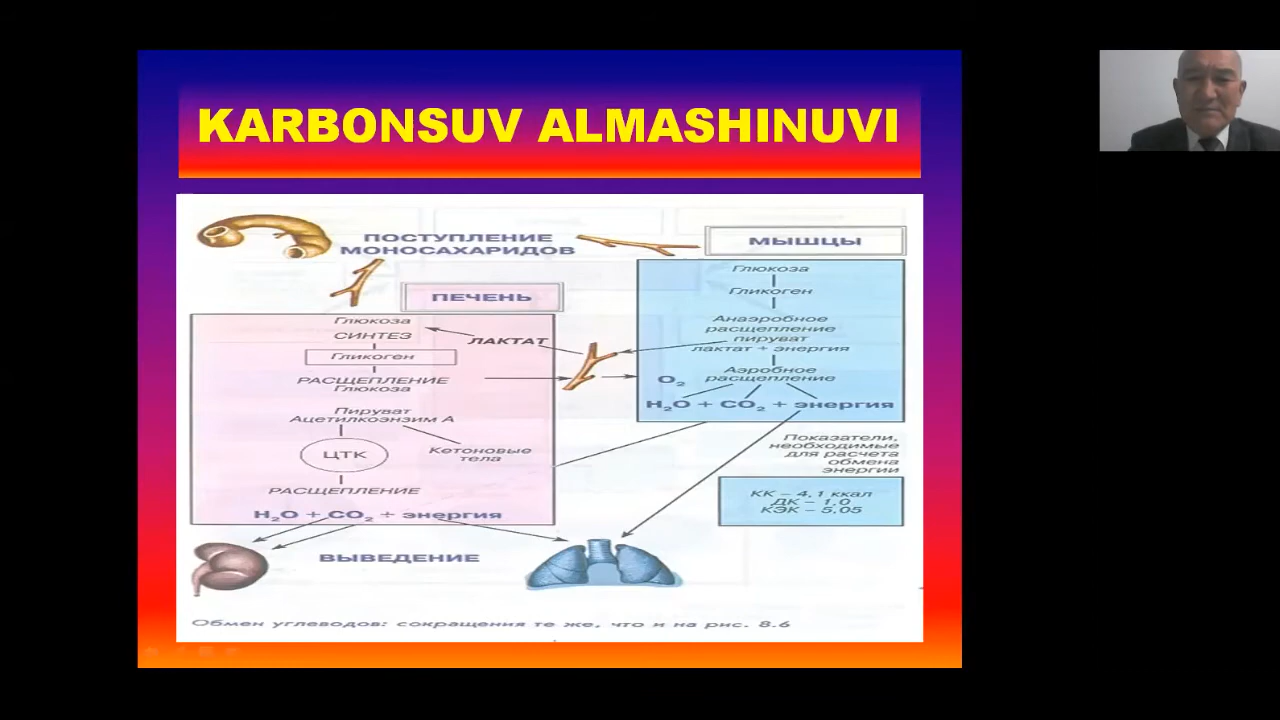 KARBONSUV ALMASHINUVI
ПОСТУПЛЕНИЕ
МОНОСАХАРИДОВ
МЫШЦЫ
Глюкоза
Гликоген
Анаэробное
расщепление
пируват
лактат + энергия
Аэробное
расщепление
O₂
H₂O + CO₂ + энергия
ПЕЧЕНЬ
Глюкоза
СИНТЕЗ
ЛАКТАТ
Гликоген
РАСЩЕПЛЕНИЕ
Глюкоза
Пируват
Ацетилкоэнзим А
ЦТК
Кетоновые
тела
РАСЩЕПЛЕНИЕ
H₂O + CO₂ + энергия
Показатели,
необходимые
для расчета
обмена
энергии
КК – 4,1 ккал
ДК – 1.0
КЭК – 5.05
ВЫВЕДЕНИЕ
Обмен углеводов: сокращения те же, что и на рис. 8.6